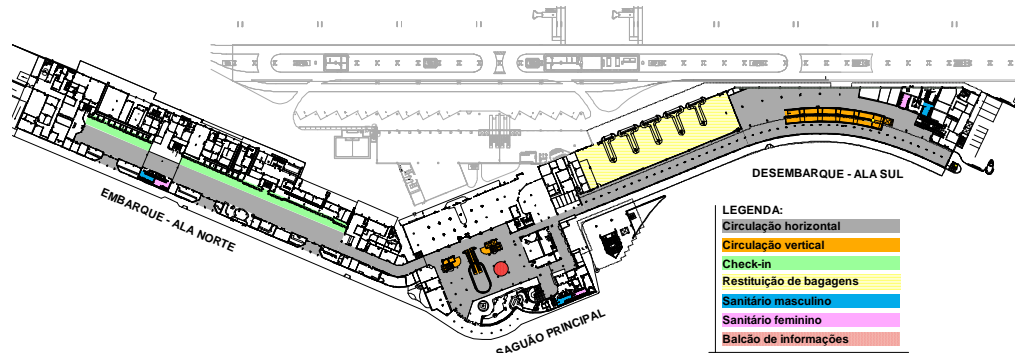 EMBARQUE - ALA NORTE
SAGUÃO PRINCIPAL
DESEMBARQUE - ALA SUL
LEGENDA:
Circulação horizontal
Circulação vertical
Check-in
Restituição de bagagens
Sanitário masculino
Sanitário feminino
Balcão de informações